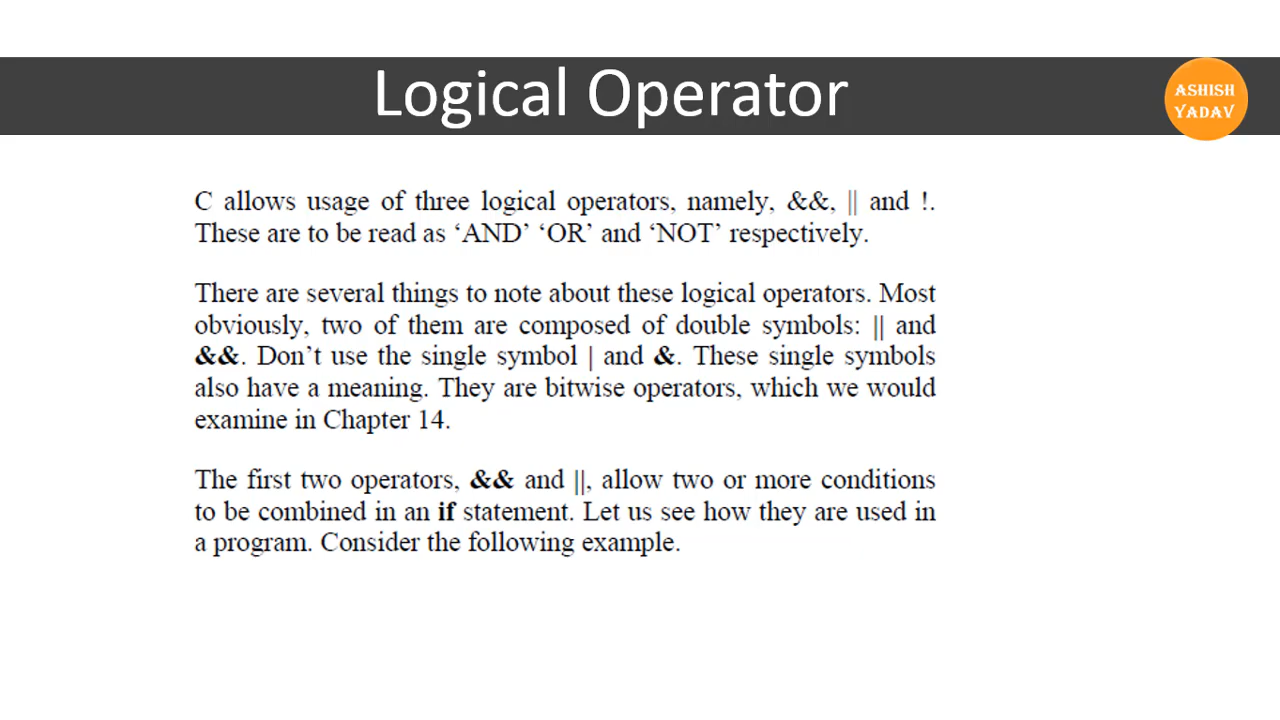 Logical Operator
ASHISH
YADAV
C allows usage of three logical operators, namely, &&, || and !.
These are to be read as ‘AND’ ‘OR’ and ‘NOT’ respectively.
There are several things to note about these logical operators. Most
obviously, two of them are composed of double symbols: || and
&&. Don’t use the single symbol | and &. These single symbols
also have a meaning. They are bitwise operators, which we would
examine in Chapter 14.
The first two operators, && and ||, allow two or more conditions
to be combined in an if statement. Let us see how they are used in
a program. Consider the following example.